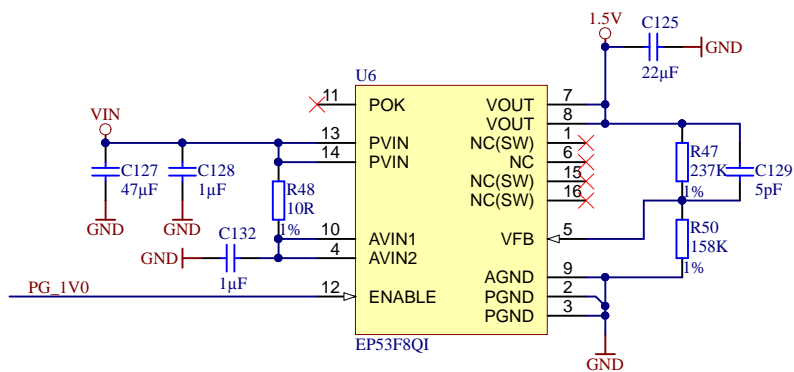 1.5V
C125
GND
22µF
U6
11
POK
VOUT
7
VOUT
8
VIN
13
PVIN
NC(SW)
1
14
PVIN
NC
6
NC(SW)
15
NC(SW)
16
C127
47µF
GND
C128
1µF
GND
R48
10R
1%
R47
237K
1%
C129
5pF
10
AVIN1
VFB
5
R50
158K
1%
C132
GND
1µF
4
AVIN2
AGND
9
PG_1V0
12
ENABLE
PGND
2
PGND
3
EP53F8QI
GND